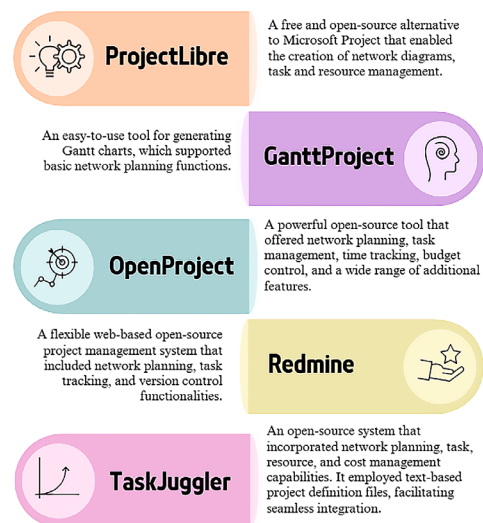 ProjectLibre
A free and open-source alternative
to Microsoft Project that enabled
the creation of network diagrams,
task and resource management.
An easy-to-use tool for generating
Gantt charts, which supported
basic network planning functions.
GanttProject
OpenProject
A powerful open-source tool that
offered network planning, task
management, time tracking, budget
control, and a wide range of additional
features.
A flexible web-based open-source
project management system that
included network planning, task
tracking, and version control
functionalities.
Redmine
TaskJuggler
An open-source system that
incorporated network planning, task,
resource, and cost management
capabilities. It employed text-based
project definition files, facilitating
seamless integration.